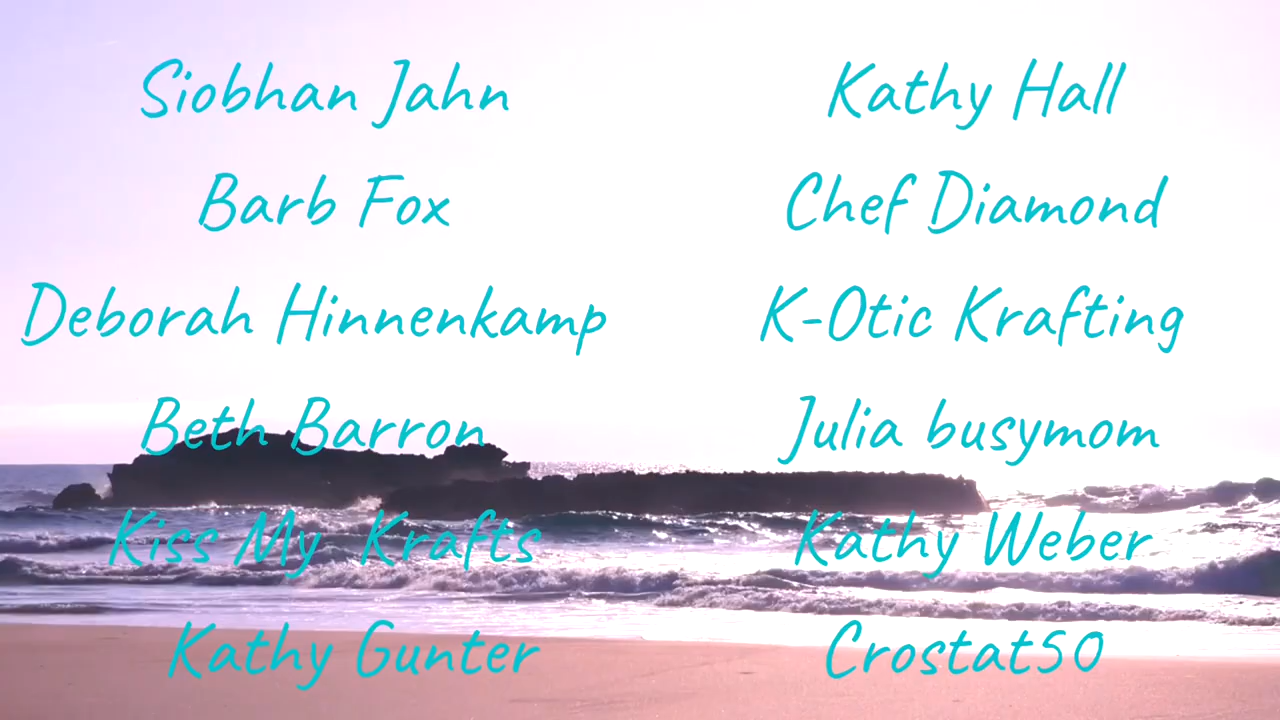 Siobhan Jahn
Barb Fox
Deborah Hinnenkamp
Beth Barron
Kiss My Krafts
Kathy Gunter
Kathy Hall
Chef Diamond
K-Otic Krafting
Julia busymom
Kathy Weber
Crostat50